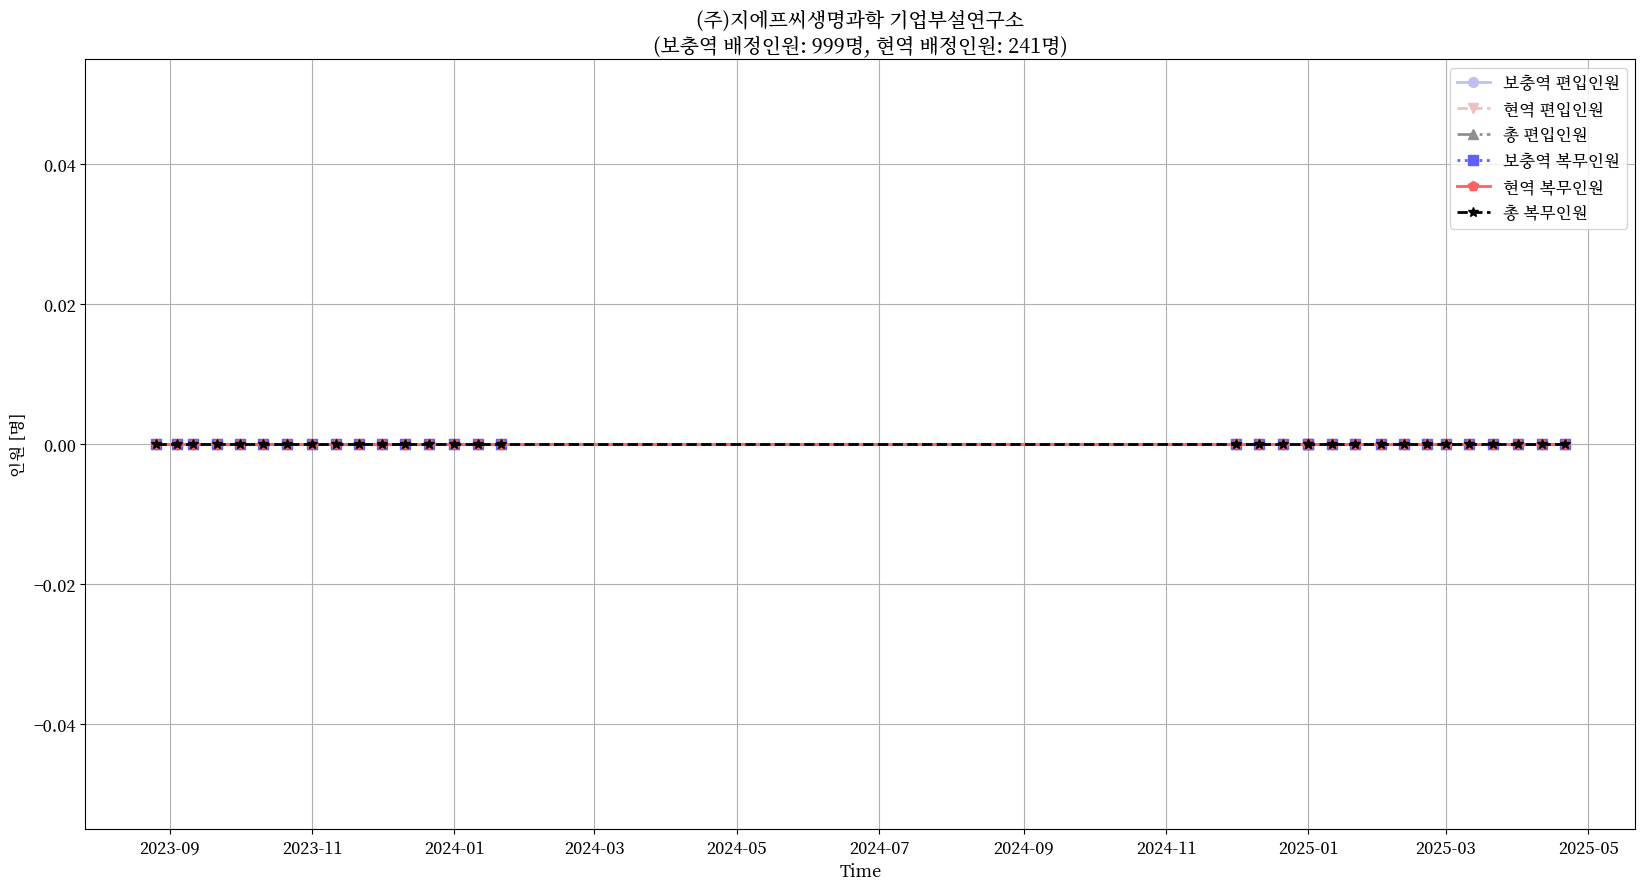 (주)지에프씨생명과학 기업부설연구소
(보충역 배정인원: 999명, 현역 배정인원: 241명)
보충역 편입인원
현역 편입인원
총 편입인원
보충역 복무인원
현역 복무인원
총 복무인원
인원 [명]
0.04
0.02
0.00
−0.02
−0.04
2023-09 2023-11 2024-01 2024-03 2024-05 2024-07 2024-09 2024-11 2025-01 2025-03 2025-05
Time